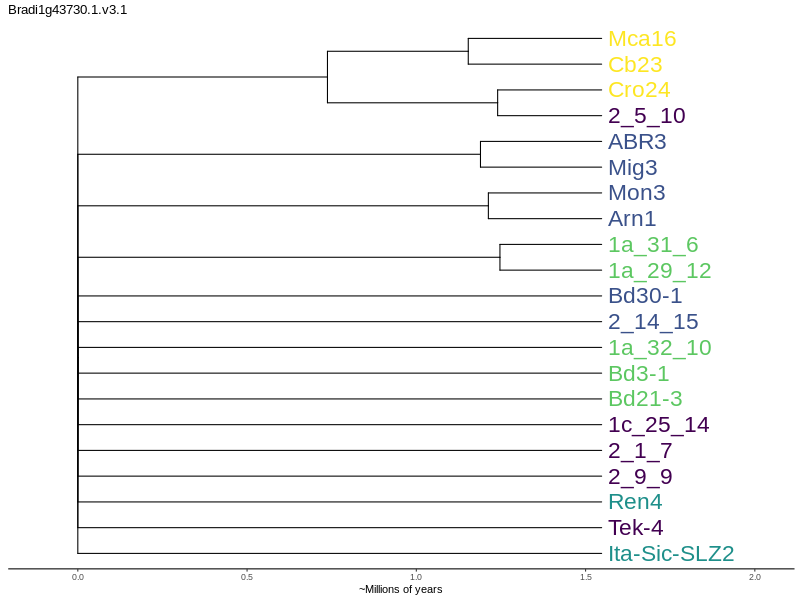 Bradi1g43730.1.v3.1
Mca16
Cb23
Cro24
2_5_10
ABR3
Mig3
Mon3
Arn1
1a_31_6
1a_29_12
Bd30-1
2_14_15
1a_32_10
Bd3-1
Bd21-3
1c_25_14
2_1_7
2_9_9
Ren4
Tek-4
Ita-Sic-SLZ2
0.0 0.5 1.0 1.5 2.0
~Millions of years